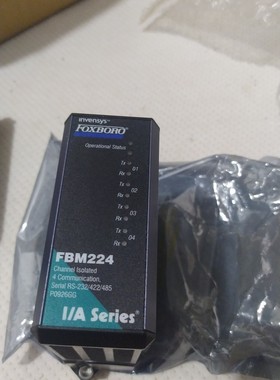 invensys
FOXBORO
Operational Status
Tx
01
Rx
Tx
02
Rx
Tx
03
Rx
Tx
04
Rx
FBM224
Channel Isolated
4 Communication,
Serial RS-232/422/485
P0926GG
I/A Series